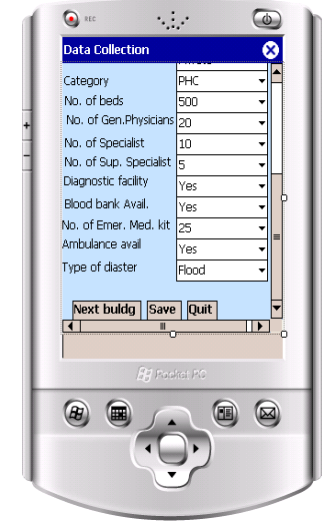 REC
Data Collection
Category PHC
No. of beds 500
No. of Gen.Physicians 20
No. of Specialist 10
No. of Sup. Specialist 5
Diagnostic facility Yes
Blood bank Avail. Yes
No. of Emer. Med. kit 25
Ambulance avail Yes
Type of diaster Flood
Next buldg Save Quit
Pocket PC